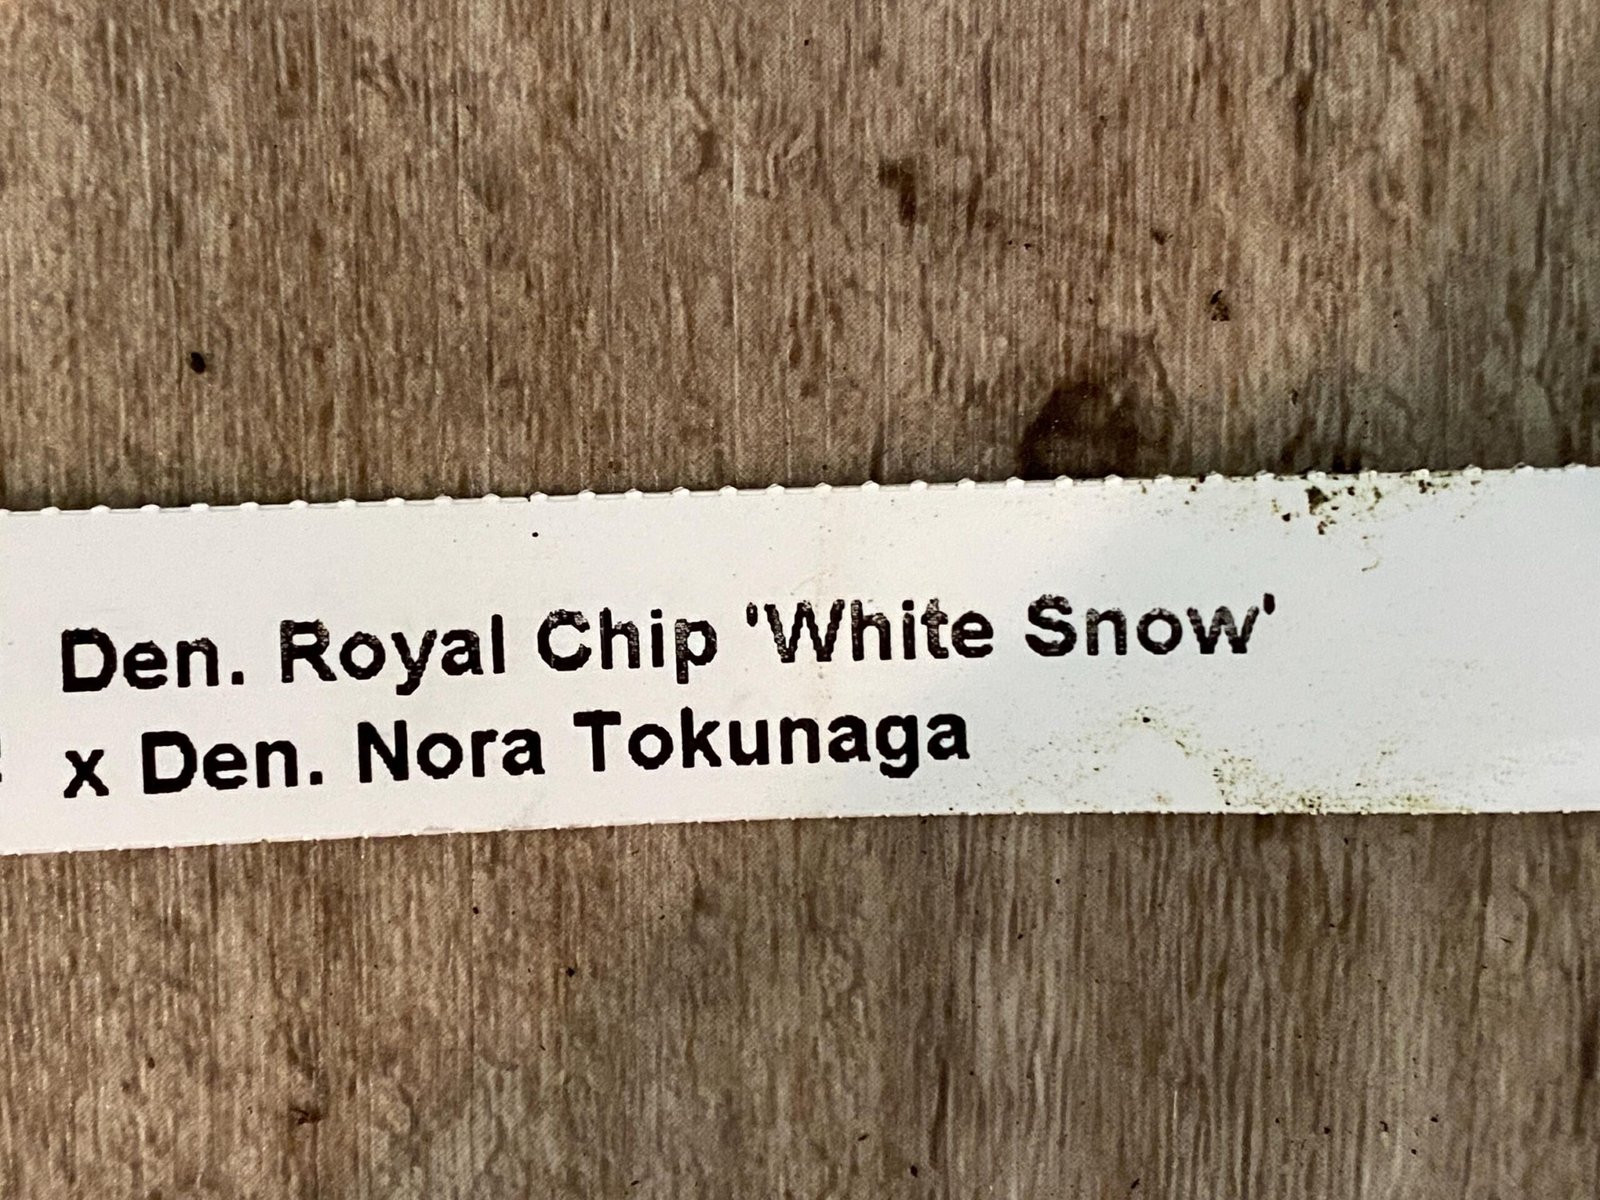 Den. Royal Chip 'White Snow'
x Den. Nora Tokunaga